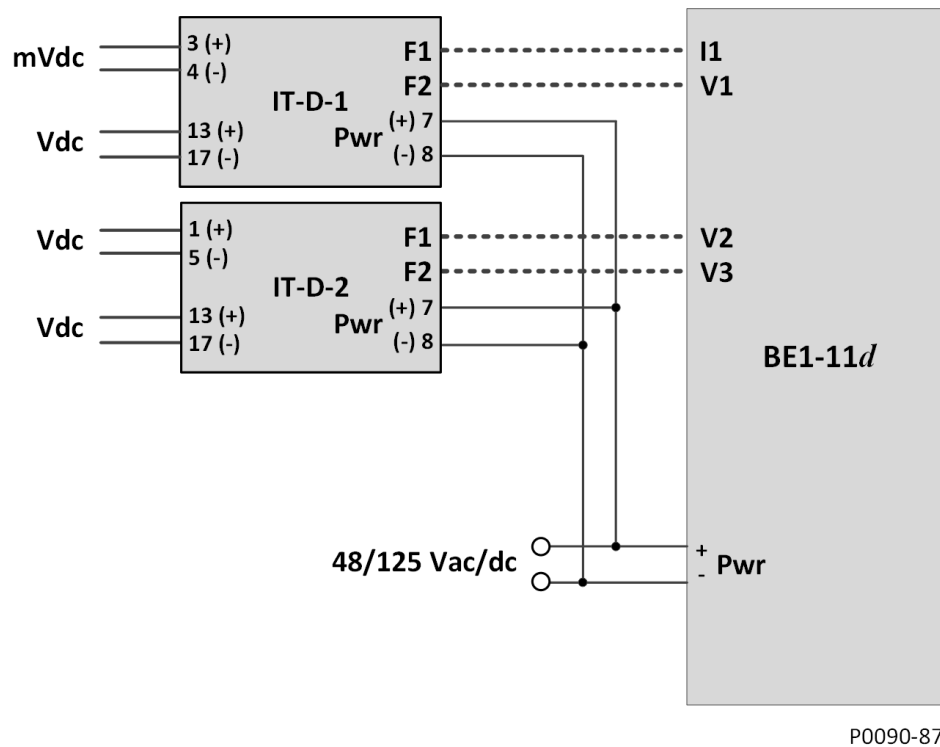 mVdc
3 (+)
4 (-)
IT-D-1
F1
F2
Pwr
(+) 7
(-) 8
I1
V1
Vdc
13 (+)
17 (-)
Vdc
1 (+)
5 (-)
IT-D-2
F1
F2
Pwr
(+) 7
(-) 8
V2
V3
Vdc
13 (+)
17 (-)
BE1-11d
48/125 Vac/dc
+
-
Pwr
P0090-87